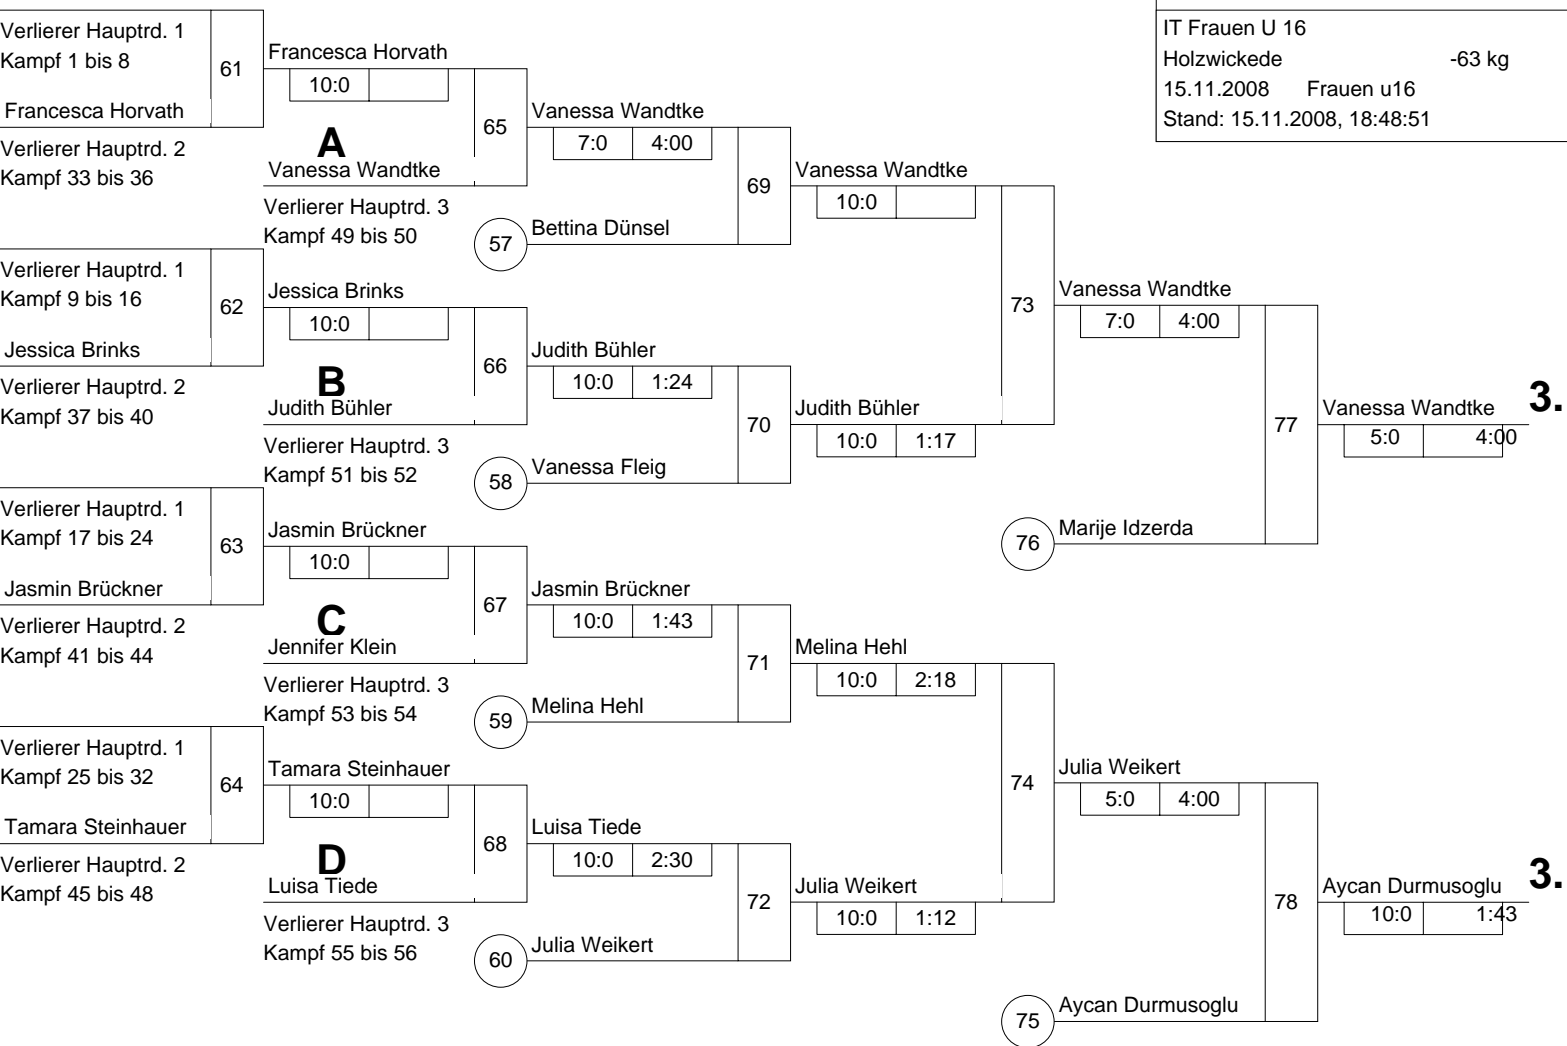 IT Frauen U 16
Holzwickede -63 kg
15.11.2008 Frauen u16
Stand: 15.11.2008, 18:48:51
Verlierer Hauptrd. 1
Kampf 1 bis 8
61
Francesca Horvath
Verlierer Hauptrd. 2
Kampf 33 bis 36
Verlierer Hauptrd. 1
Kampf 9 bis 16
62
Jessica Brinks
Verlierer Hauptrd. 2
Kampf 37 bis 40
Verlierer Hauptrd. 1
Kampf 17 bis 24
63
Jasmin Brückner
Verlierer Hauptrd. 2
Kampf 41 bis 44
Verlierer Hauptrd. 1
Kampf 25 bis 32
64
Tamara Steinhauer
Verlierer Hauptrd. 2
Kampf 45 bis 48
Francesca Horvath
10:0
A
65
Vanessa Wandtke
Verlierer Hauptrd. 3
Kampf 49 bis 50
Jessica Brinks
10:0
B
66
Judith Bühler
Verlierer Hauptrd. 3
Kampf 51 bis 52
Jasmin Brückner
10:0
C
67
Jennifer Klein
Verlierer Hauptrd. 3
Kampf 53 bis 54
Tamara Steinhauer
10:0
D
68
Luisa Tiede
Verlierer Hauptrd. 3
Kampf 55 bis 56
Vanessa Wandtke
7:0 4:00
69
57 Bettina Dünsel
Judith Bühler
10:0 1:24
70
58 Vanessa Fleig
Jasmin Brückner
10:0 1:43
71
59 Melina Hehl
Luisa Tiede
10:0 2:30
72
60 Julia Weikert
Vanessa Wandtke
10:0
73
Judith Bühler
10:0 1:17
Melina Hehl
10:0 2:18
74
Julia Weikert
10:0 1:12
Vanessa Wandtke
7:0 4:00
77
76 Marije Idzerda
Julia Weikert
5:0 4:00
78
75 Aycan Durmusoglu
Vanessa Wandtke 3.
5:0 4:00
Aycan Durmusoglu 3.
10:0 1:43